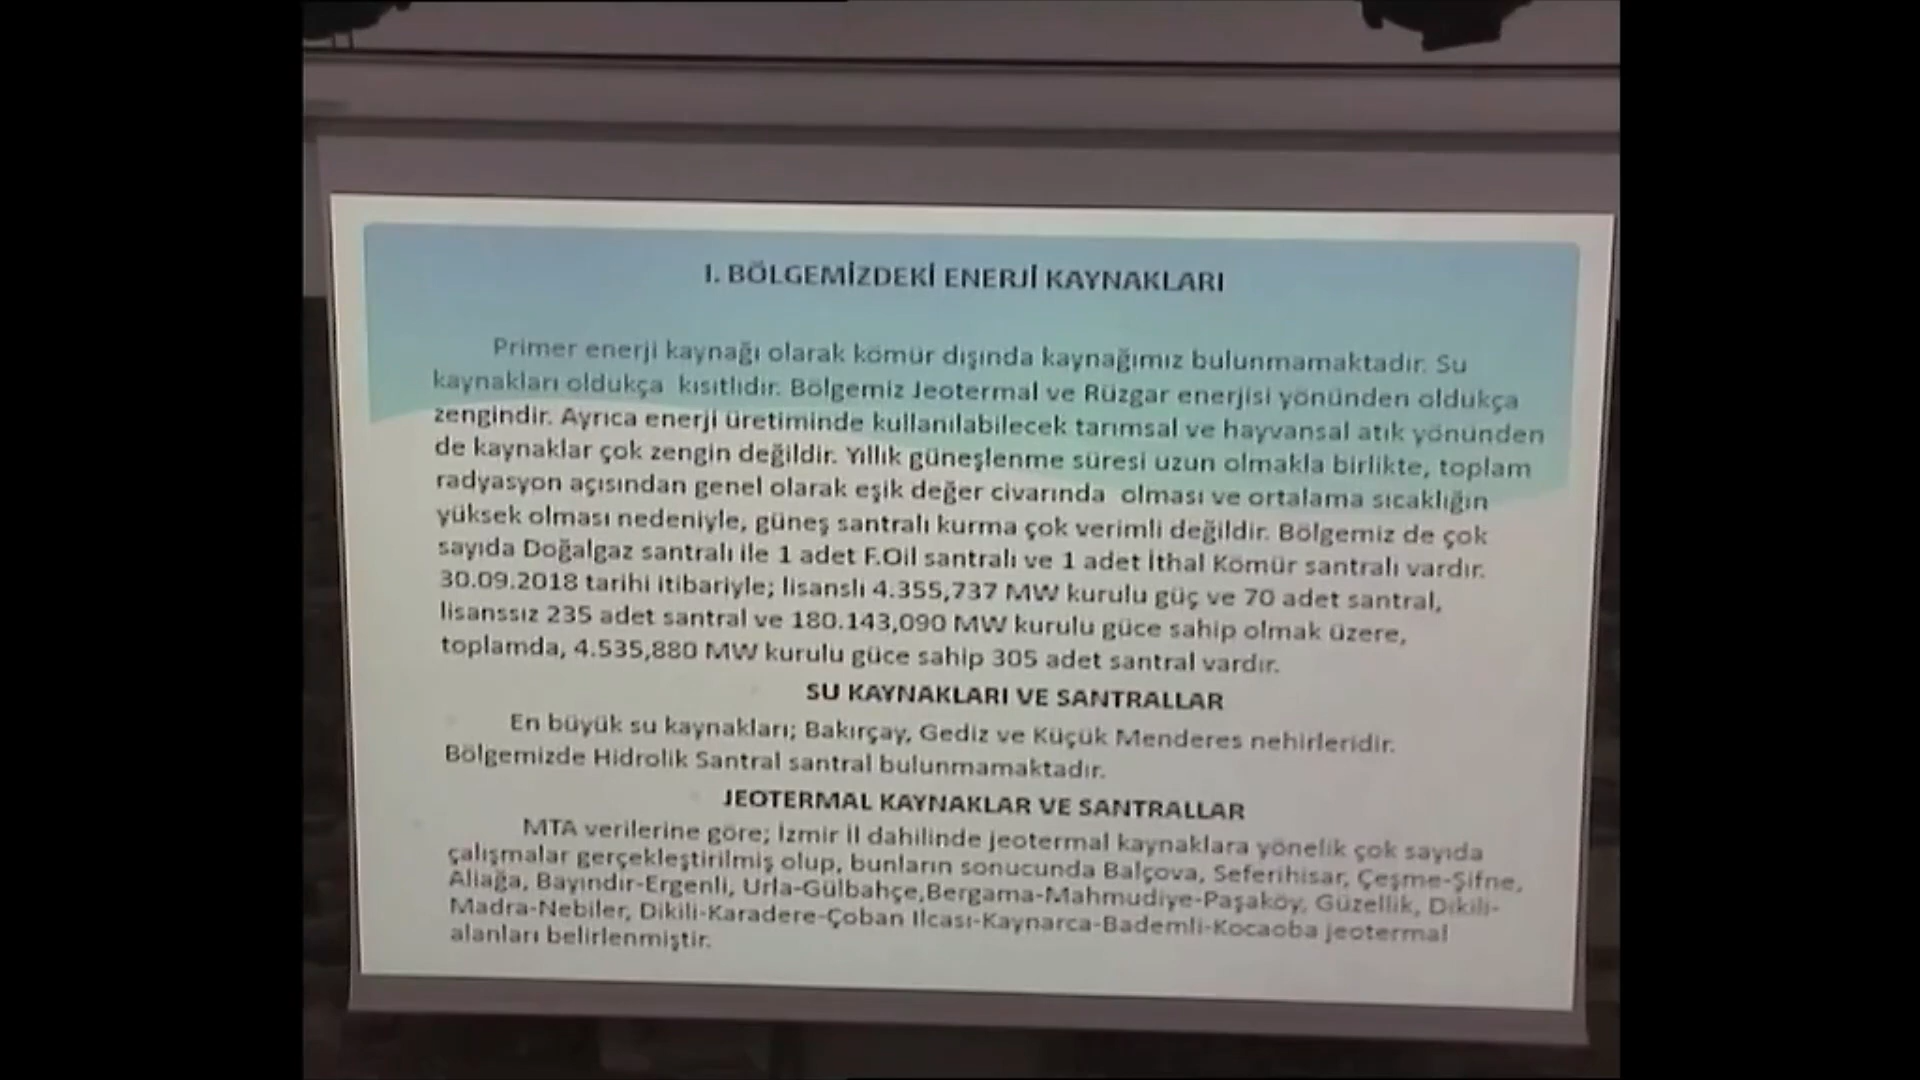 I. BÖLGEMİZDEKİ ENERJİ KAYNAKLARI
Primer enerji kaynağı olarak kömür dışında kaynağımız bulunmamaktadır. Su
kaynakları oldukça kısıtlıdır. Bölgemiz Jeotermal ve Rüzgar enerjisi yönünden oldukça
zengindir. Ayrıca enerji üretiminde kullanılabilecek tarımsal ve hayvansal atık yönünden
de kaynaklar çok zengin değildir. Yıllık güneşlenme süresi uzun olmakla birlikte, toplam
radyasyon açısından genel olarak eşik değer civarında olması ve ortalama sıcaklığın
yüksek olması nedeniyle, güneş santralı kurma çok verimli değildir. Bölgemiz de çok
sayıda Doğalgaz santralı ile 1 adet F.Oil santralı ve 1 adet İthal Kömür santralı vardır.
30.09.2018 tarihi itibariyle; lisanslı 4.355,737 MW kurulu güç ve 70 adet santral,
lisanssız 235 adet santral ve 180.143,090 MW kurulu güce sahip olmak üzere,
toplamda, 4.535,880 MW kurulu güce sahip 305 adet santral vardır.
SU KAYNAKLARI VE SANTRALLAR
En büyük su kaynakları; Bakırçay, Gediz ve Küçük Menderes nehirleridir.
Bölgemizde Hidrolik Santral santral bulunmamaktadır.
JEOTERMAL KAYNAKLAR VE SANTRALLAR
MTA verilerine göre; İzmir İl dahilinde jeotermal kaynaklara yönelik çok sayıda
çalışmalar gerçekleştirilmiş olup, bunların sonucunda Balçova, Seferihisar, Çeşme-Şifne,
Aliağa, Bayındır-Ergenli, Urla-Gülbahçe,Bergama-Mahmudiye-Paşaköy, Güzellik, Dikili-
Madra-Nebiler, Dikili-Karadere-Çoban Ilcası-Kaynarca-Bademli-Kocaoba jeotermal
alanları belirlenmiştir.